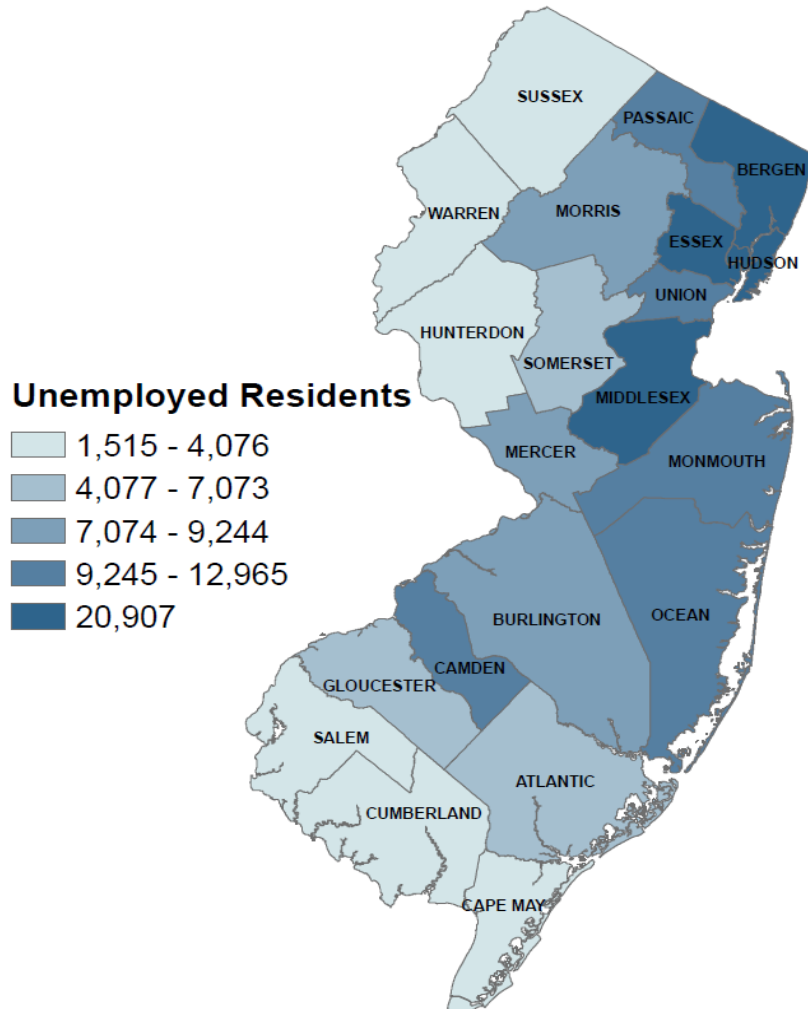 SUSSEX
PASSAIC
BERGEN
WARREN
MORRIS
ESSEX
HUDSON
UNION
HUNTERDON
SOMERSET
Unemployed Residents
1,515 - 4,076
4,077 - 7,073
7,074 - 9,244
9,245 - 12,965
20,907
MIDDLESEX
MERCER
MONMOUTH
BURLINGTON
OCEAN
CAMDEN
GLOUCESTER
SALEM
ATLANTIC
CUMBERLAND
CAPE MAY